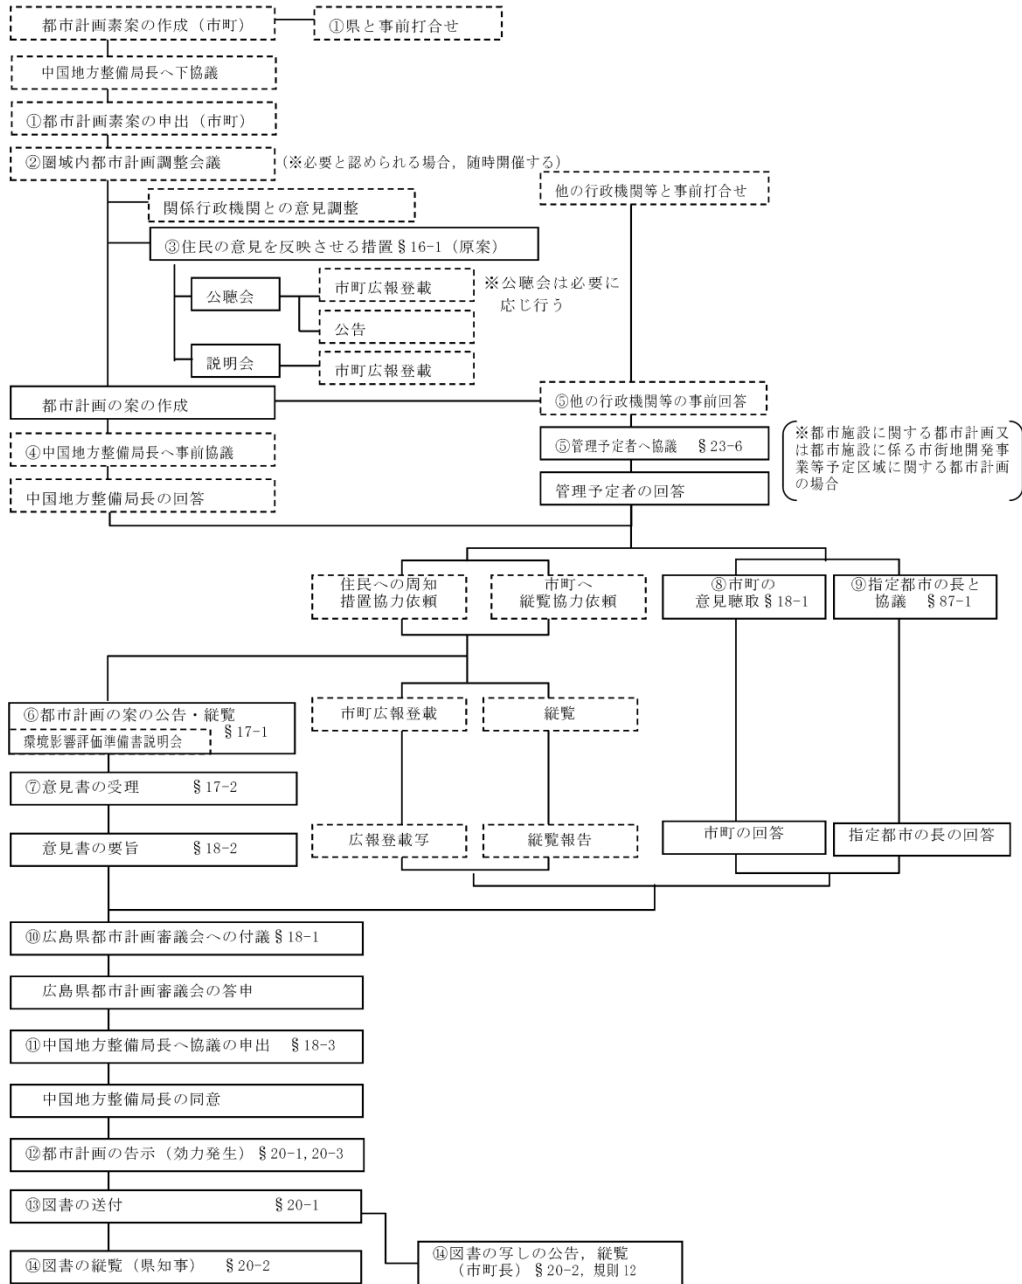 都市計画素案の作成（市町）
①県と事前打合せ
中国地方整備局長へ下協議
①都市計画素案の申出（市町）
②圏域内都市計画調整会議
（※必要と認められる場合，随時開催する）
他の行政機関等と事前打合せ
関係行政機関との意見調整
③住民の意見を反映させる措置§16-1（原案）
公聴会
市町広報登載
※公聴会は必要に
応じ行う
公告
説明会
市町広報登載
都市計画の案の作成
⑤他の行政機関等の事前回答
④中国地方整備局長へ事前協議
⑤管理予定者へ協議　§23-6
※都市施設に関する都市計画又
は都市施設に係る市街地開発事
業等予定区域に関する都市計画
の場合
中国地方整備局長の回答
管理予定者の回答
住民への周知
措置協力依頼
市町へ
縦覧協力依頼
⑧市町の
意見聴取§18-1
⑨指定都市の長と
協議　§87-1
⑥都市計画の案の公告・縦覧
§17-1
環境影響評価準備書説明会
市町広報登載
縦覧
⑦意見書の受理　§17-2
意見書の要旨　§18-2
広報登載写
縦覧報告
市町の回答
指定都市の長の回答
⑩広島県都市計画審議会への付議§18-1
広島県都市計画審議会の答申
⑪中国地方整備局長へ協議の申出　§18-3
中国地方整備局長の同意
⑫都市計画の告示（効力発生）§20-1,20-3
⑬図書の送付　§20-1
⑭図書の縦覧（県知事）　§20-2
⑭図書の写しの公告，縦覧
（市町長）§20-2，規則12